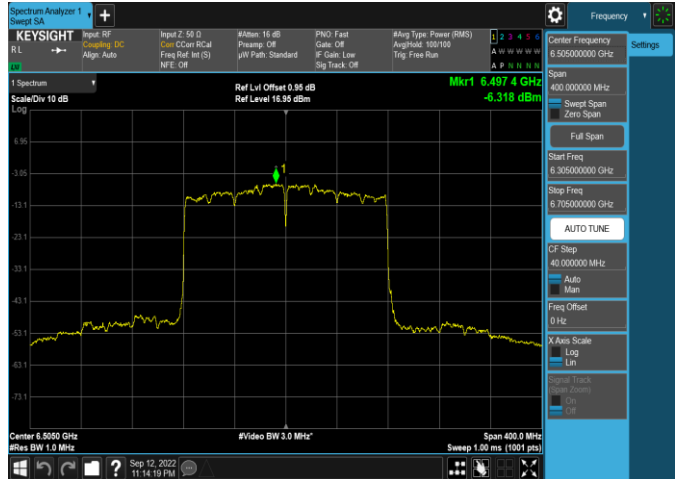 Spectrum Analyzer 1
Swept SA
Frequency
KEYSIGHT
RL
Input: RF
Coupling: DC
Align: Auto
Input Z: 50 Ω
Corr CCorr RCal
Freq Ref: Int (S)
NFE: Off
#Atten: 16 dB
Preamp: Off
µW Path: Standard
PNO: Fast
Gate: Off
IF Gain: Low
Sig Track: Off
#Avg Type: Power (RMS)
Avg|Hold: 100/100
Trig: Free Run
1 2 3 4 5 6
A W W W W W
A P N N N N
1 Spectrum
Scale/Div 10 dB
Log
Ref Lvl Offset 0.95 dB
Ref Level 16.95 dBm
Mkr1 6.497 4 GHz
-6.318 dBm
1
6.95
-3.05
-13.1
-23.1
-33.1
-43.1
-53.1
-63.1
-73.1
Center 6.5050 GHz
#Res BW 1.0 MHz
#Video BW 3.0 MHz*
Span 400.0 MHz
Sweep 1.00 ms (1001 pts)
Sep 12, 2022
11:14:19 PM
Center Frequency
6.505000000 GHz
Settings
Span
400.000000 MHz
Swept Span
Zero Span
Full Span
Start Freq
6.305000000 GHz
Stop Freq
6.705000000 GHz
AUTO TUNE
CF Step
40.000000 MHz
Auto
Man
Freq Offset
0 Hz
X Axis Scale
Log
Lin
Signal Track
(Span Zoom)
On
Off